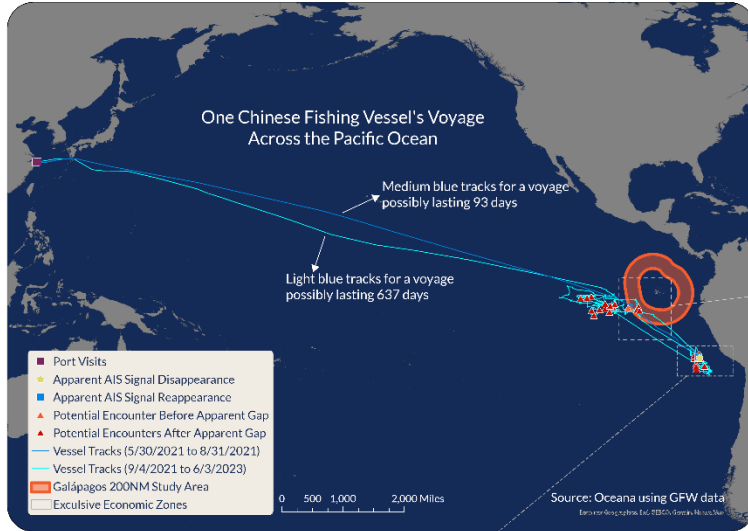 One Chinese Fishing Vessel's Voyage
Across the Pacific Ocean
Medium blue tracks for a voyage
possibly lasting 93 days
Light blue tracks for a voyage
possibly lasting 637 days
Port Visits
Apparent AIS Signal Disappearance
Apparent AIS Signal Reappearance
Potential Encounter Before Apparent Gap
Potential Encounters After Apparent Gap
Vessel Tracks (5/30/2021 to 8/31/2021)
Vessel Tracks (9/4/2021 to 6/3/2023)
Galápagos 200NM Study Area
Exculsive Economic Zones
0 500 1,000 2,000 Miles
Source: Oceana using GFW data
Esri, GEBCO, Garmin,